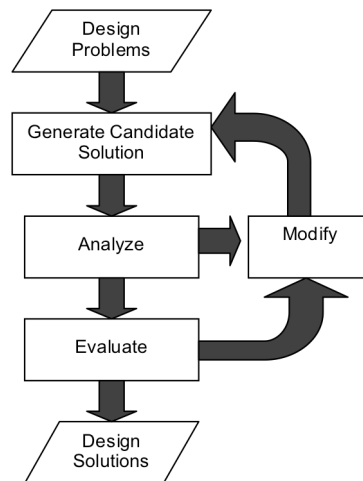 Design
Problems
Generate Candidate
Solution
Analyze
Modify
Evaluate
Design
Solutions